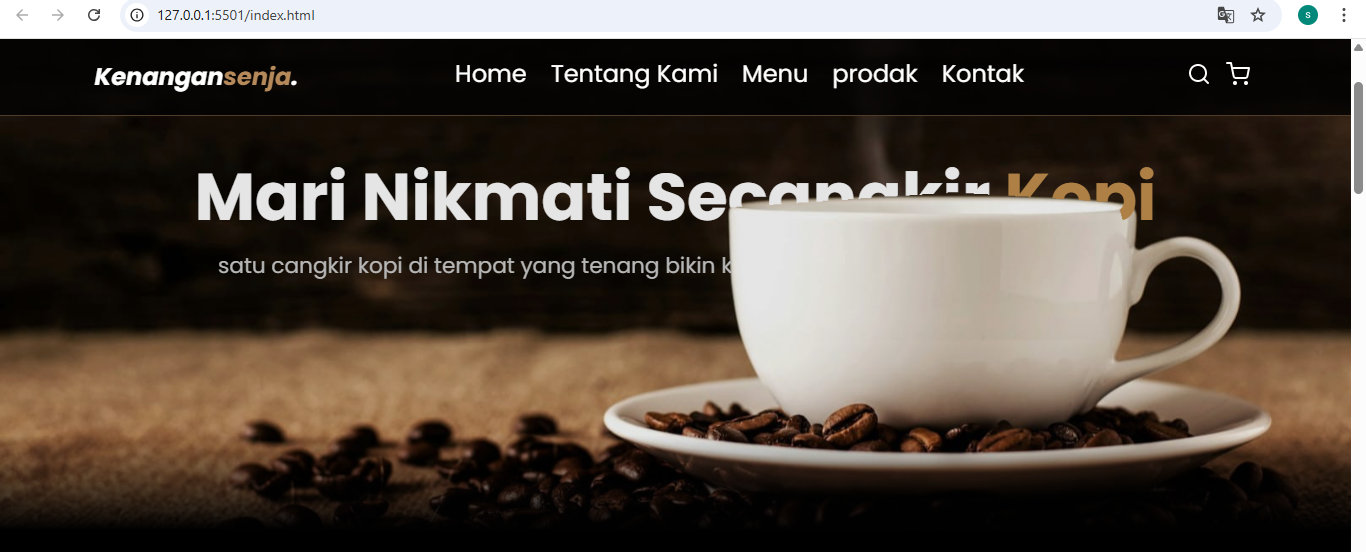 127.0.0.1:5501/index.html
s
Kenangansenja.
Home Tentang Kami Menu prodak Kontak
Mari Nikmati Secangkir Kopi
satu cangkir kopi di tempat yang tenang bikin